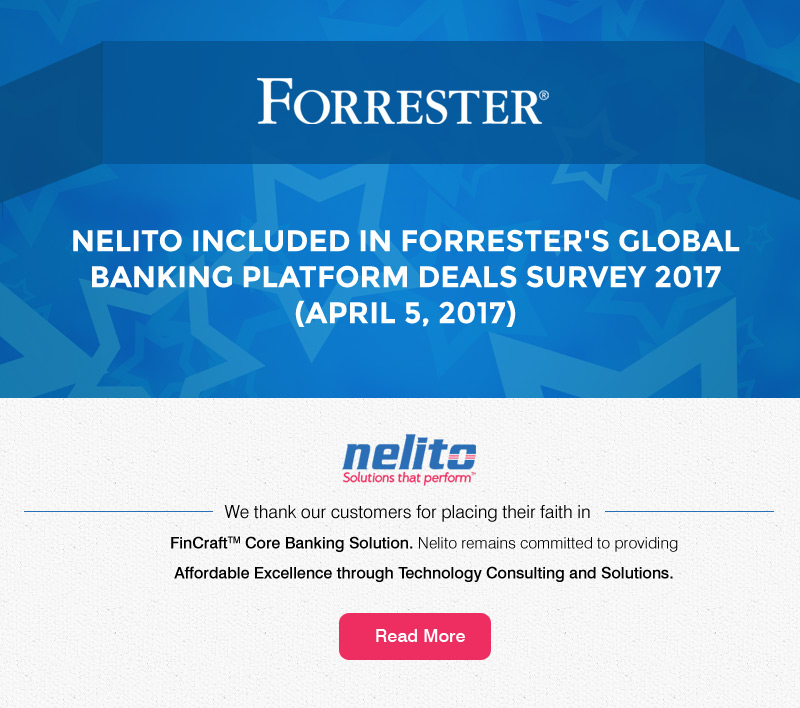 FORRESTER®
NELITO INCLUDED IN FORRESTER'S GLOBAL
BANKING PLATFORM DEALS SURVEY 2017
(APRIL 5, 2017)
nelito
Solutions that perform™
We thank our customers for placing their faith in
FinCraft™ Core Banking Solution. Nelito remains committed to providing
Affordable Excellence through Technology Consulting and Solutions.
Read More